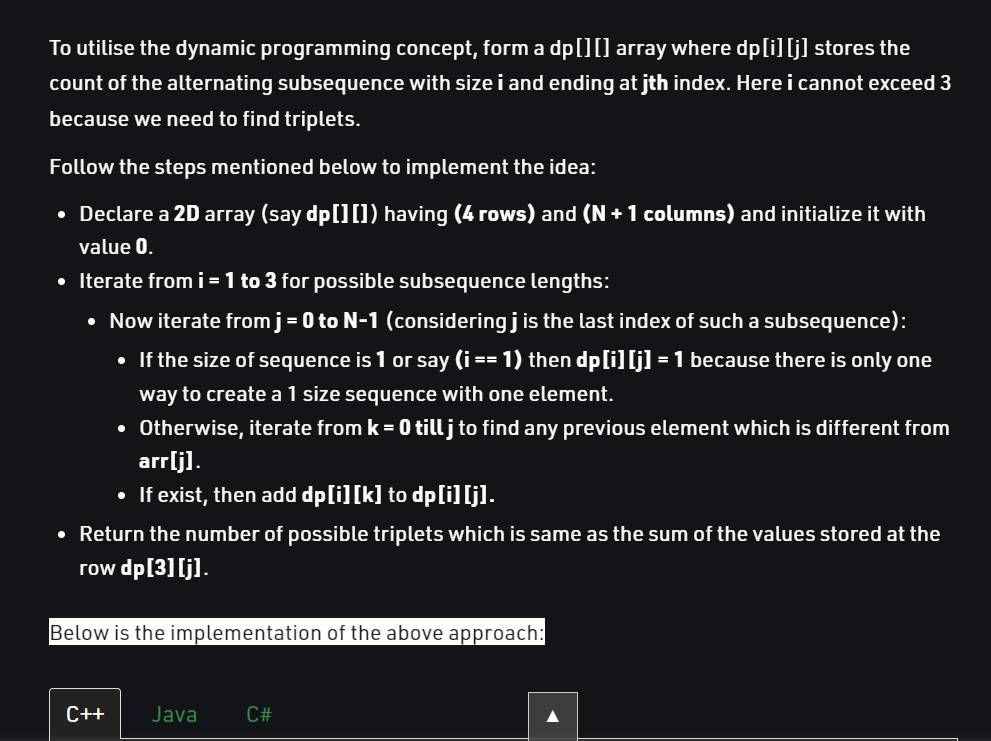 To utilise the dynamic programming concept, form a dp[][] array where dp[i][j] stores the
count of the alternating subsequence with size i and ending at jth index. Here i cannot exceed 3
because we need to find triplets.
Follow the steps mentioned below to implement the idea:
• Declare a 2D array (say dp[][]) having (4 rows) and (N + 1 columns) and initialize it with
value 0.
• Iterate from i = 1 to 3 for possible subsequence lengths:
• Now iterate from j = 0 to N-1 (considering j is the last index of such a subsequence):
• If the size of sequence is 1 or say (i == 1) then dp[i][j] = 1 because there is only one
way to create a 1 size sequence with one element.
• Otherwise, iterate from k = 0 till j to find any previous element which is different from
arr[j].
• If exist, then add dp[i][k] to dp[i][j].
• Return the number of possible triplets which is same as the sum of the values stored at the
row dp[3][j].
Below is the implementation of the above approach:
C++ Java C# ▲